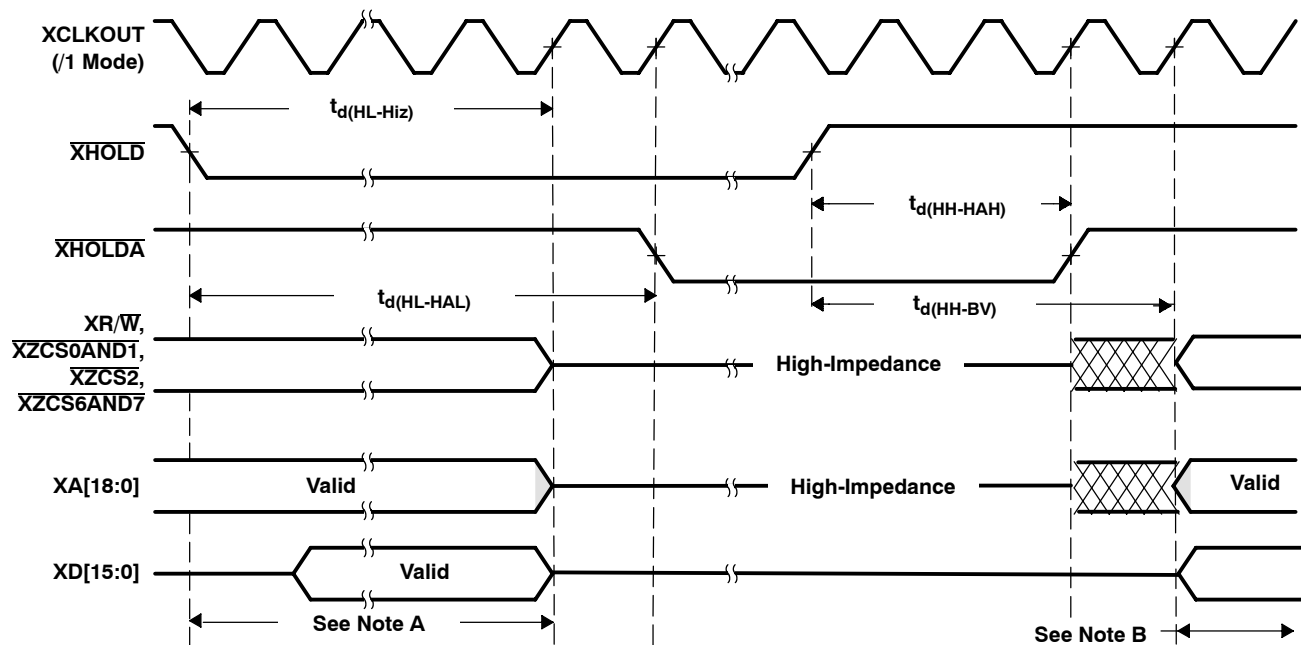 XCLKOUT
(/1 Mode)
td(HL-Hiz)
XHOLD
td(HH-HAH)
XHOLDA
td(HL-HAL)
td(HH-BV)
XR/W,
XZCS0AND1,
XZCS2,
XZCS6AND7
High-Impedance
XA[18:0]
Valid
High-Impedance
Valid
XD[15:0]
Valid
See Note A
See Note B